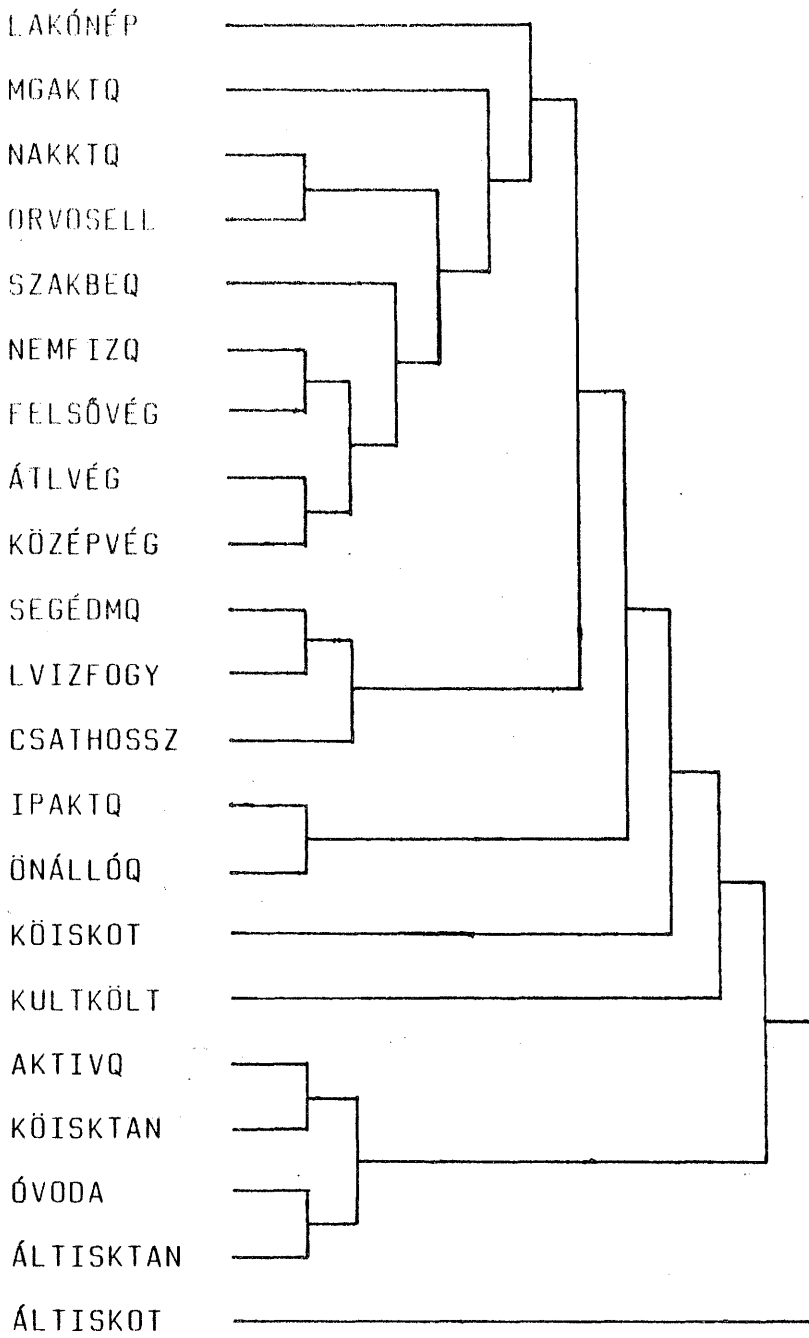 LAKÓNÉP
MGAKTQ
NAKKTQ
ORVOSELL
SZAKBEQ
NEMFIZQ
FELSŐVÉG
ÁTLVÉG
KÖZÉPVÉG
SEGÉDMQ
LVIZFOGY
CSATHOSSZ
IPAKTQ
ÖNÁLLÓQ
KÖISKOT
KULTKÖLT
AKTIVQ
KÖISKTAN
ÓVODA
ÁLTISKTAN
ÁLTISKOT